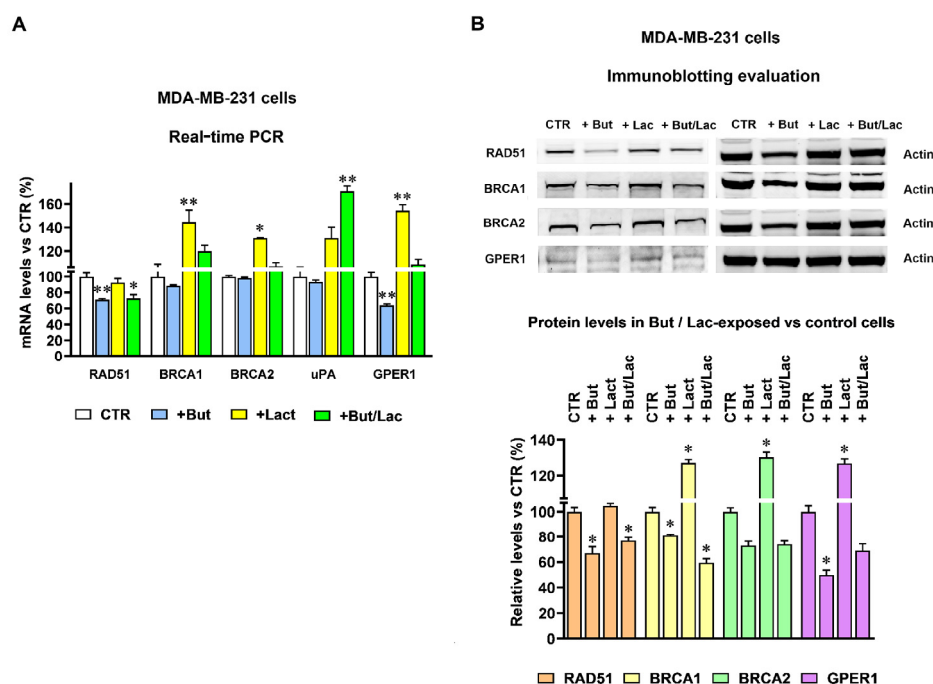 A
MDA-MB-231 cells
Real-time PCR
mRNA levels vs CTR (%)
160
120
100
80
60
40
20
0
**
*
**
*
**
**
**
RAD51 BRCA1 BRCA2 uPA GPER1
CTR +But +Lact +But/Lac
B
MDA-MB-231 cells
Immunoblotting evaluation
CTR + But + Lac + But/Lac CTR + But + Lac + But/Lac
RAD51 Actin
BRCA1 Actin
BRCA2 Actin
GPER1 Actin
Protein levels in But / Lac-exposed vs control cells
CTR + But + Lact + But/Lac CTR + But + Lact + But/Lac CTR + But + Lact + But/Lac CTR + But + Lact + But/Lac
Relative levels vs CTR (%)
140
120
100
80
60
40
20
0
* * * * * * * *
RAD51 BRCA1 BRCA2 GPER1